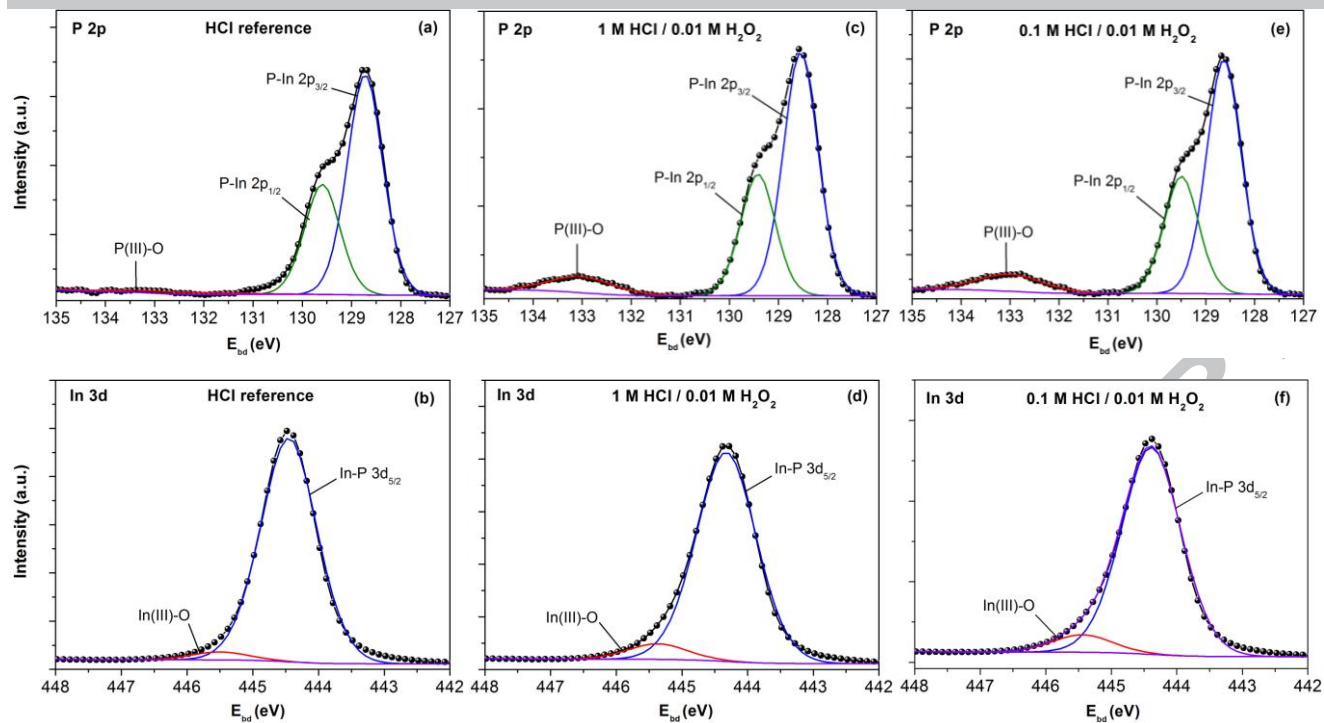 P 2p HCl reference (a)
P-In 2p3/2
P-In 2p1/2
P(III)-O
Intensity (a.u.)
135 134 133 132 131 130 129 128 127
Ebd (eV)
P 2p 1 M HCl / 0.01 M H2O2 (c)
P-In 2p3/2
P-In 2p1/2
P(III)-O
135 134 133 132 131 130 129 128 127
Ebd (eV)
P 2p 0.1 M HCl / 0.01 M H2O2 (e)
P-In 2p3/2
P-In 2p1/2
P(III)-O
135 134 133 132 131 130 129 128 127
Ebd (eV)
In 3d HCl reference (b)
In-P 3d5/2
In(III)-O
Intensity (a.u.)
448 447 446 445 444 443 442
Ebd (eV)
In 3d 1 M HCl / 0.01 M H2O2 (d)
In-P 3d5/2
In(III)-O
448 447 446 445 444 443 442
Ebd (eV)
In 3d 0.1 M HCl / 0.01 M H2O2 (f)
In-P 3d5/2
In(III)-O
448 447 446 445 444 443 442
Ebd (eV)